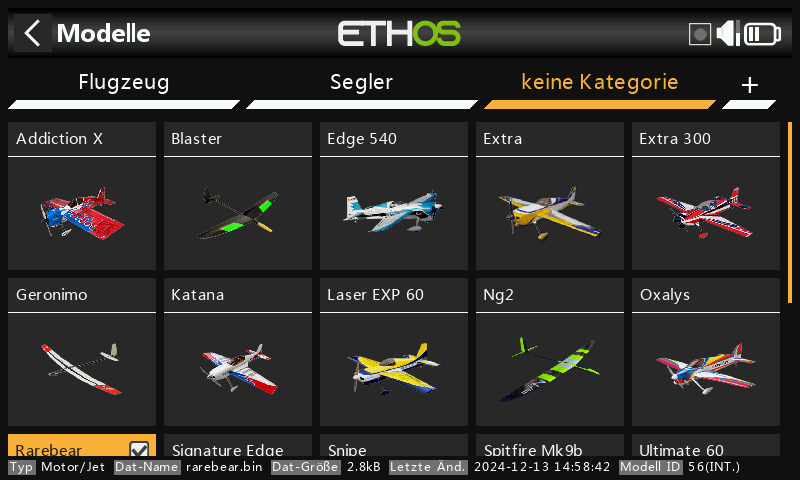 Modelle
ETHOS
Flugzeug Segler keine Kategorie +
Addiction X Blaster Edge 540 Extra Extra 300
Geronimo Katana Laser EXP 60 Ng2 Oxalys
Rarebear Signature Edge Snipe Spitfire Mk9b Ultimate 60
Typ Motor/Jet Dat-Name rarebear.bin Dat-Größe 2.8kB Letzte Änd. 2024-12-13 14:58:42 Modell ID 56(INT.)